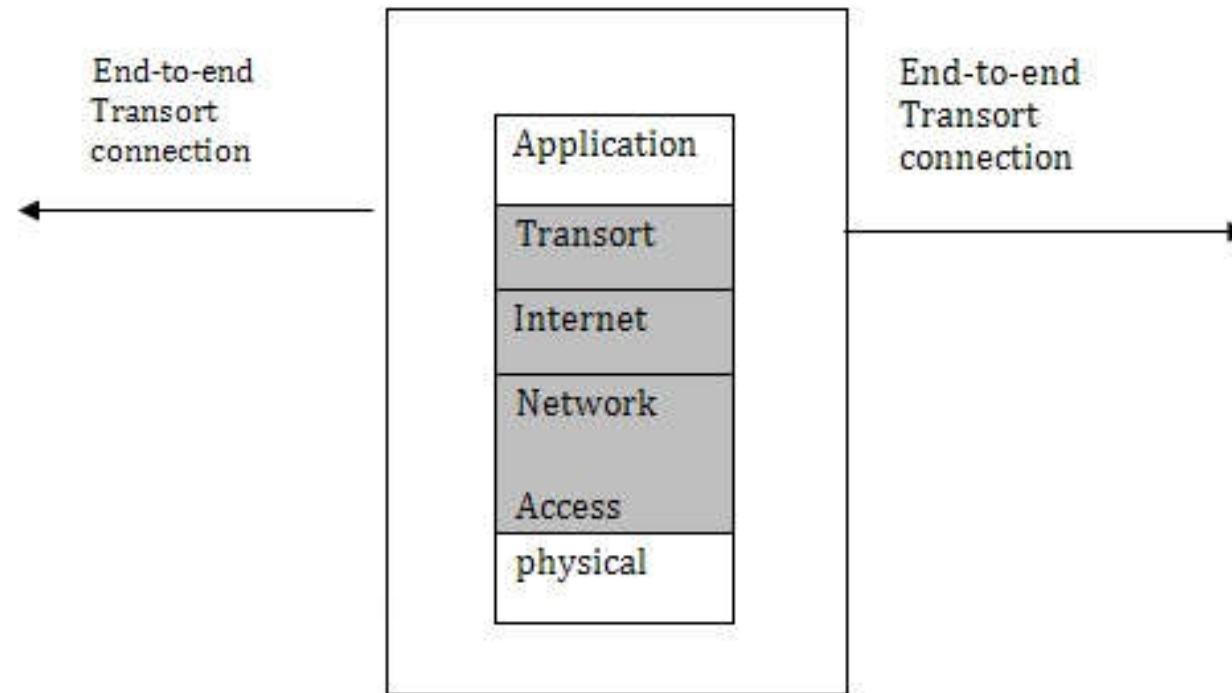 End-to-end
Transort
connection
Application
Transort
Internet
Network
Access
physical
End-to-end
Transort
connection